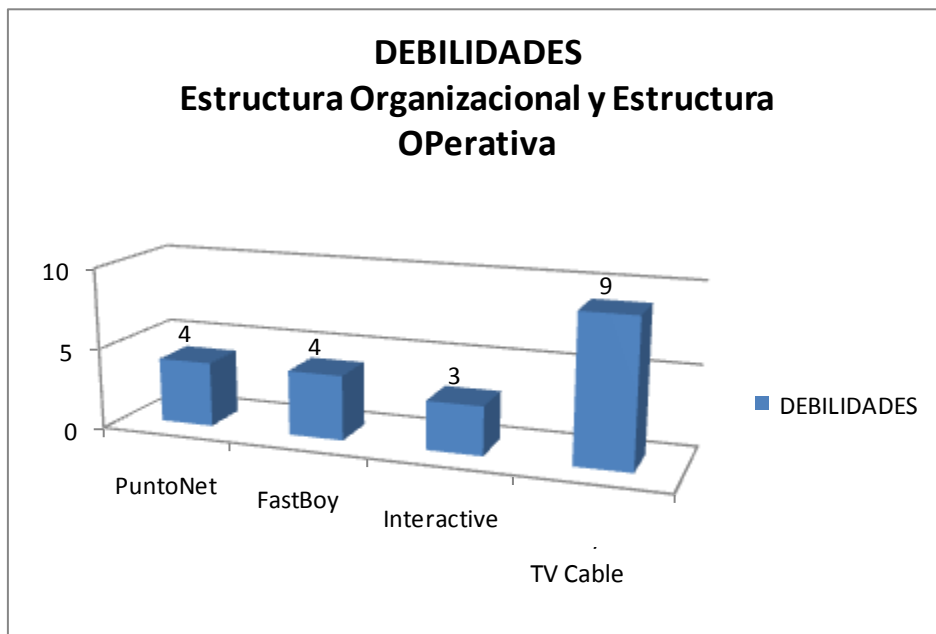 DEBILIDADES
Estructura Organizacional y Estructura
OPerativa
10
5
0
4
4
3
9
PuntoNet
FastBoy
Interactive
TV Cable
DEBILIDADES